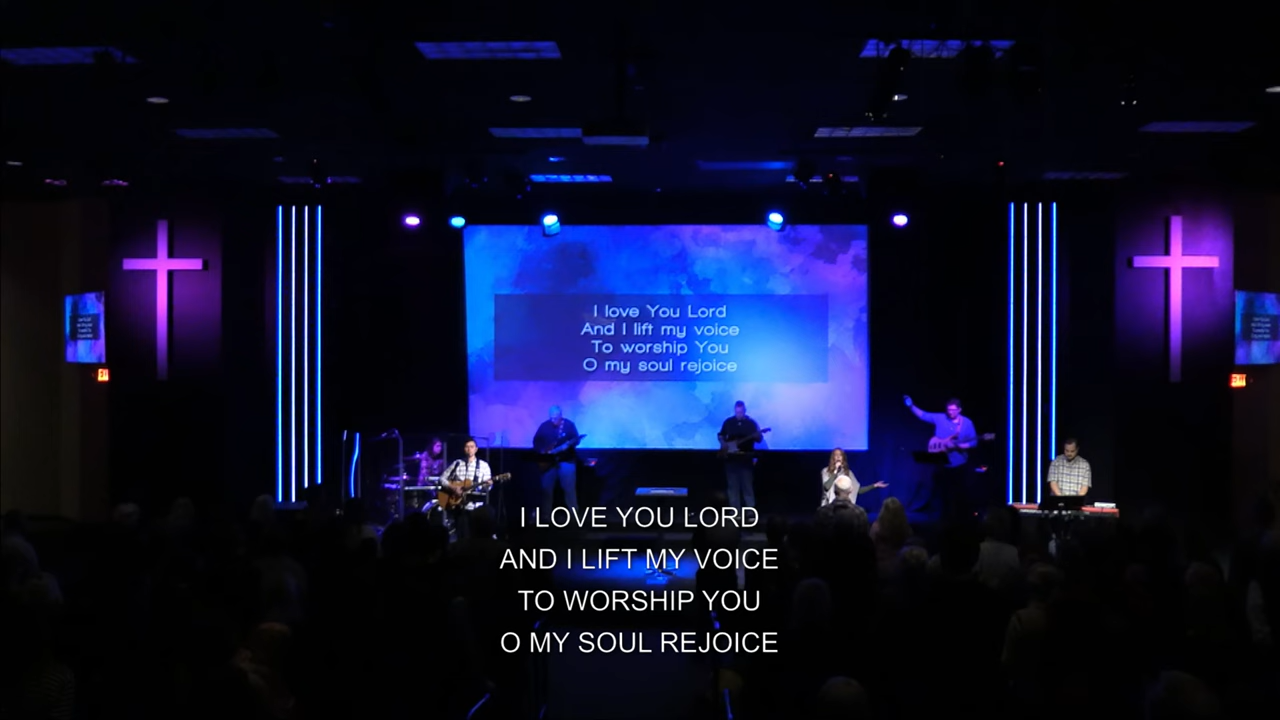 I love You Lord
And I lift my voice
To worship You
O my soul rejoice
I LOVE YOU LORD
AND I LIFT MY VOICE
TO WORSHIP YOU
O MY SOUL REJOICE